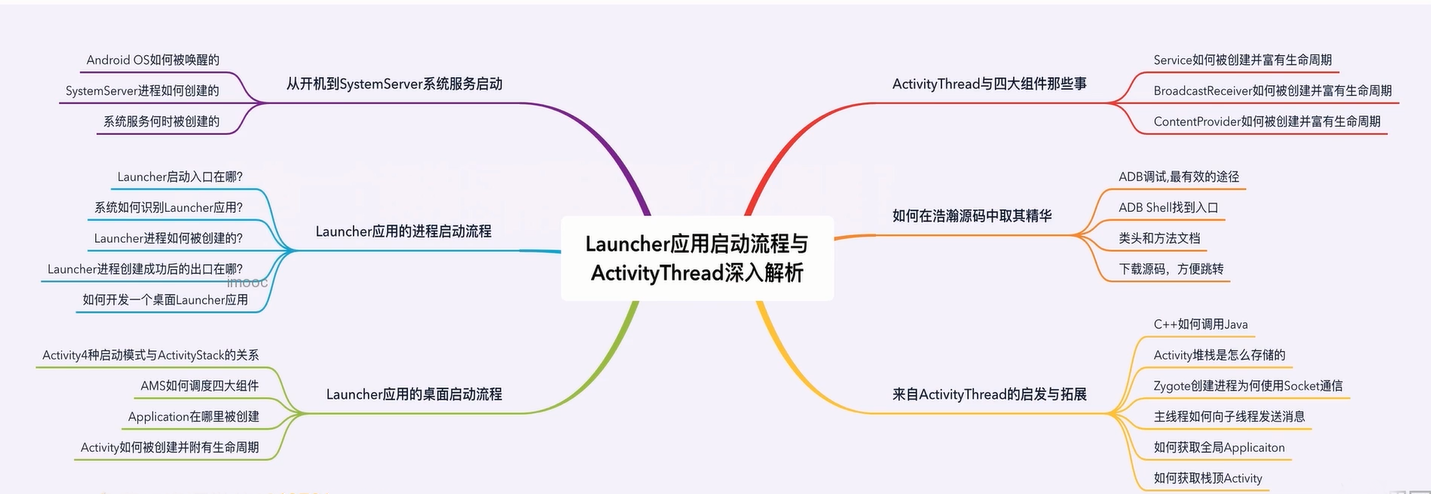 Launcher应用启动流程与
ActivityThread深入解析
从开机到SystemServer系统服务启动
Android OS如何被唤醒的
SystemServer进程如何创建的
系统服务何时被创建的
Launcher应用的进程启动流程
Launcher启动入口在哪?
系统如何识别Launcher应用?
Launcher进程如何被创建的?
Launcher进程创建成功后的出口在哪?
如何开发一个桌面Launcher应用
imooc
Launcher应用的桌面启动流程
Activity4种启动模式与ActivityStack的关系
AMS如何调度四大组件
Application在哪里被创建
Activity如何被创建并附有生命周期
ActivityThread与四大组件那些事
Service如何被创建并富有生命周期
BroadcastReceiver如何被创建并富有生命周期
ContentProvider如何被创建并富有生命周期
如何在浩瀚源码中取其精华
ADB调试,最有效的途径
ADB Shell找到入口
类头和方法文档
下载源码，方便跳转
来自ActivityThread的启发与拓展
C++如何调用Java
Activity堆栈是怎么存储的
Zygote创建进程为何使用Socket通信
主线程如何向子线程发送消息
如何获取全局Applicaiton
如何获取栈顶Activity